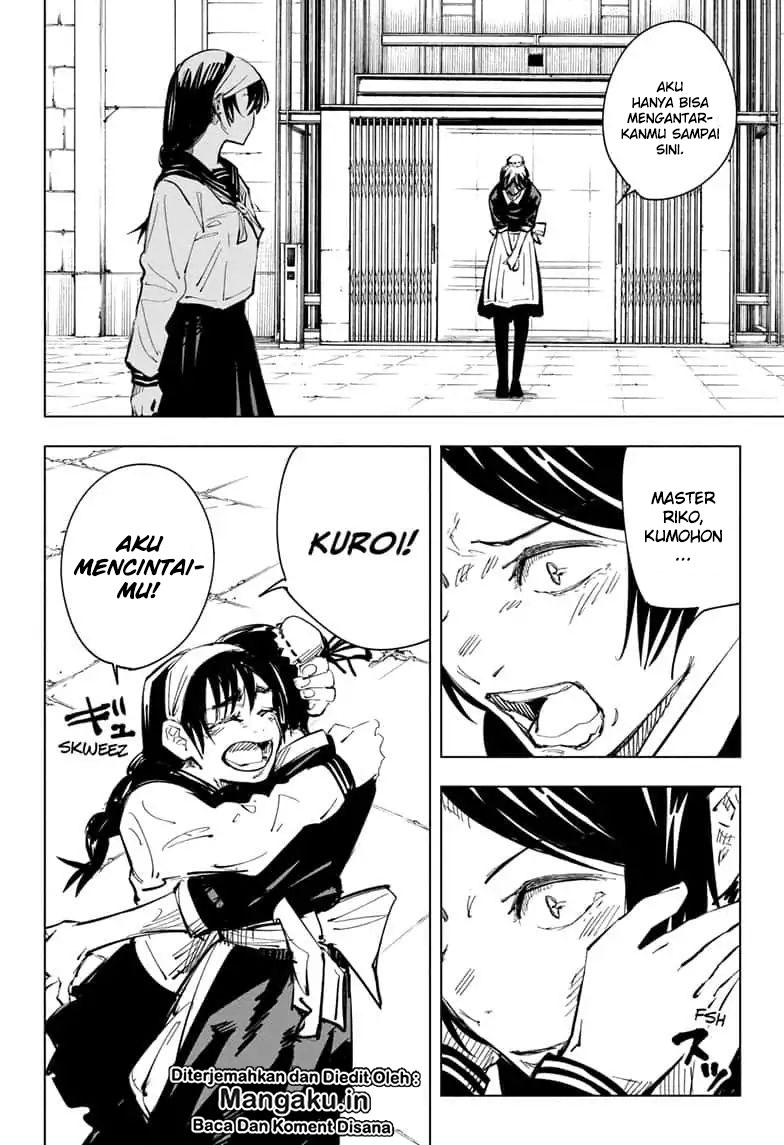 AKU
HANYA BISA
MENGANTAR-
KANMU SAMPAI
SINI.
MASTER
RIKO,
KUMOHON
...
FSH
スッ
KUROI!
AKU
MENCINTAI-
MU!
ギュ
SKWEEZ
Diterjemahkan dan Diedit Oleh :
Mangaku.in
Baca Dan Koment Disana